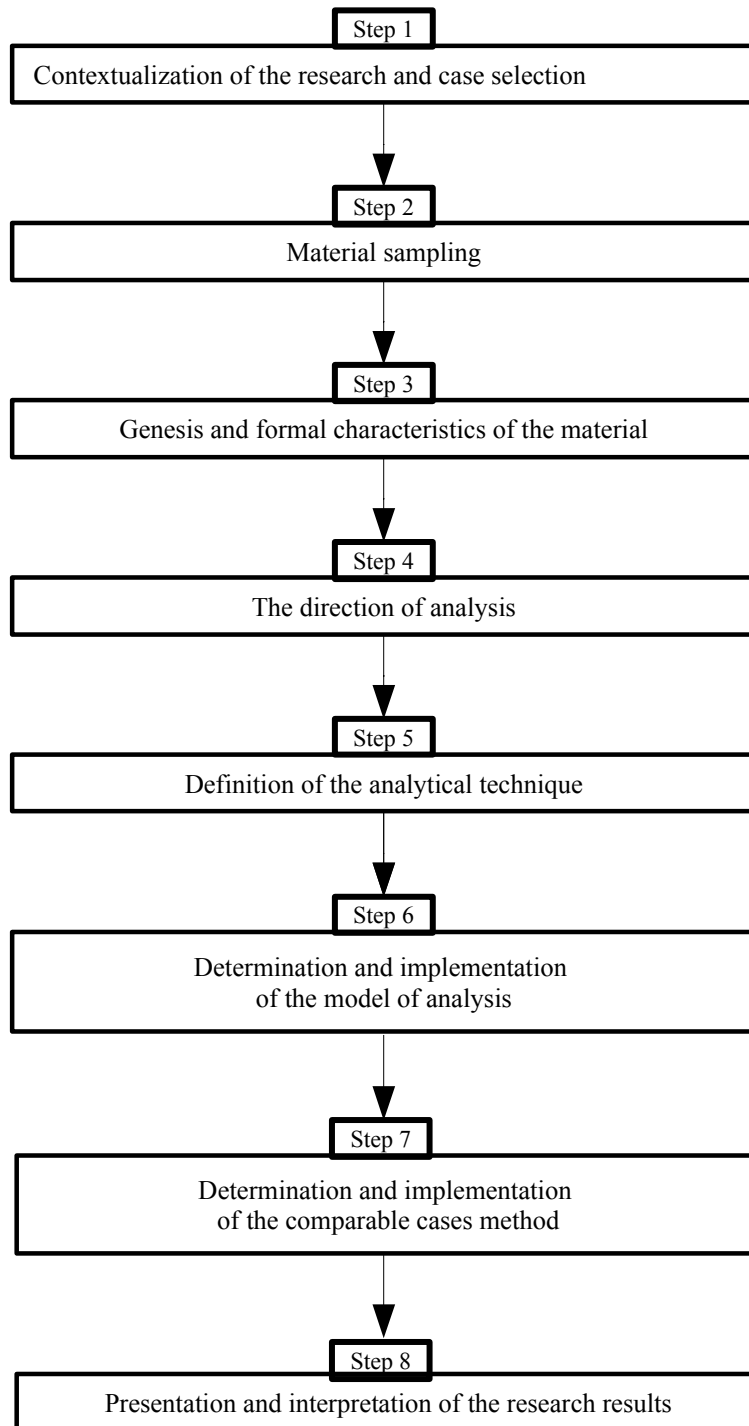 Step 1
Contextualization of the research and case selection
Step 2
Material sampling
Step 3
Genesis and formal characteristics of the material
Step 4
The direction of analysis
Step 5
Definition of the analytical technique
Step 6
Determination and implementation
of the model of analysis
Step 7
Determination and implementation
of the comparable cases method
Step 8
Presentation and interpretation of the research results